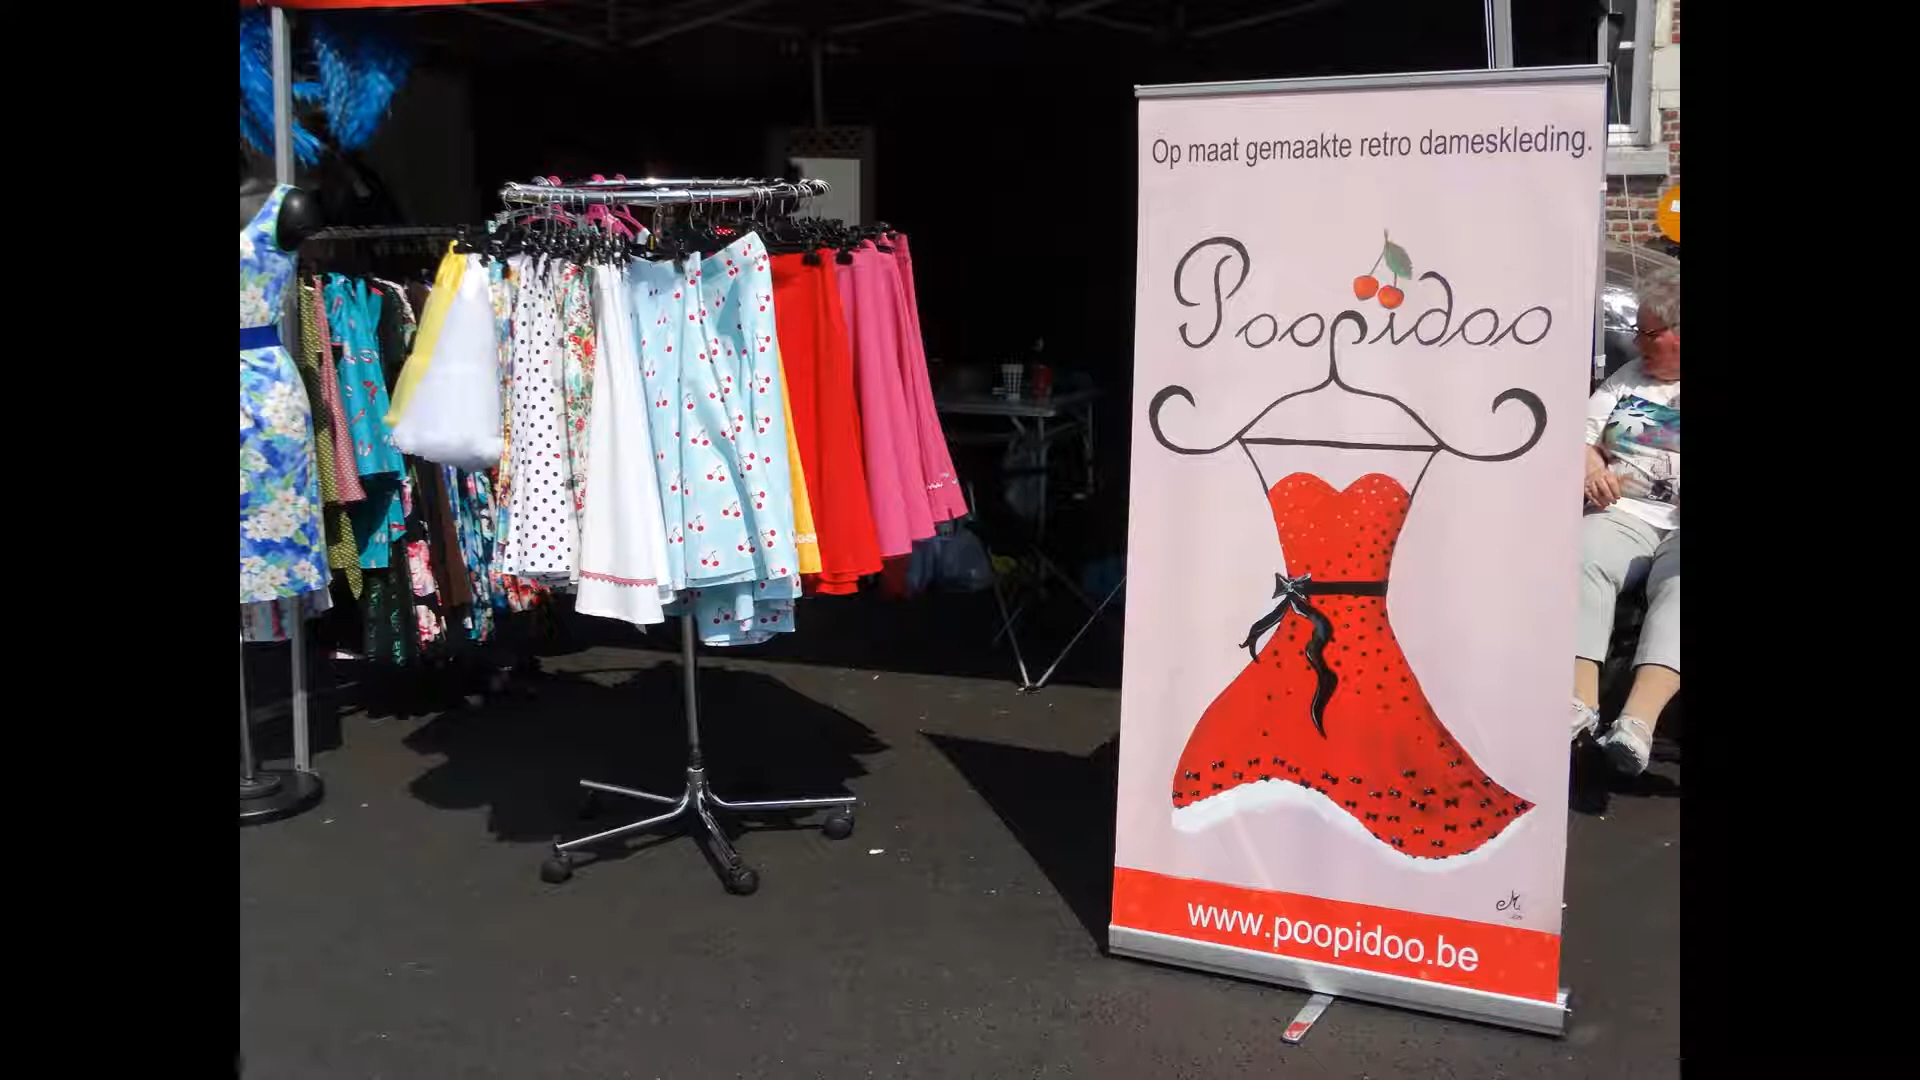 Op maat gemaakte retro dameskleding.
Poopidoo
www.poopidoo.be